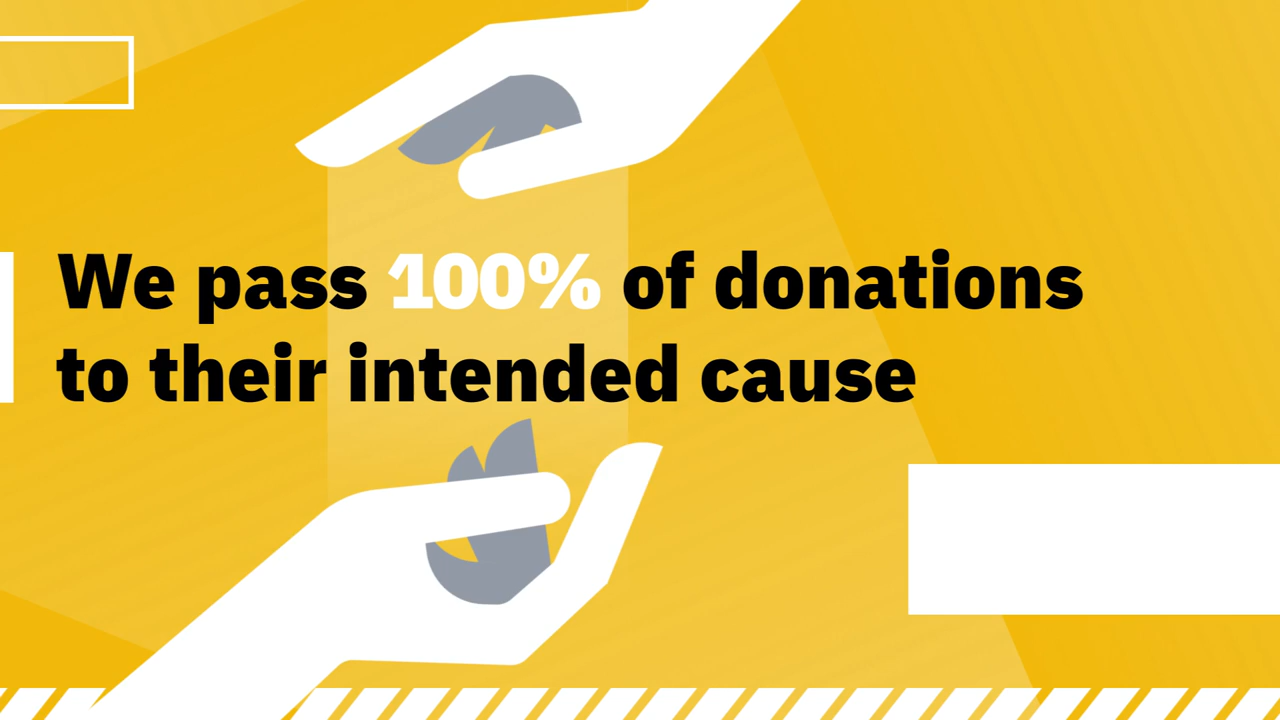 We pass 100% of donations
to their intended cause